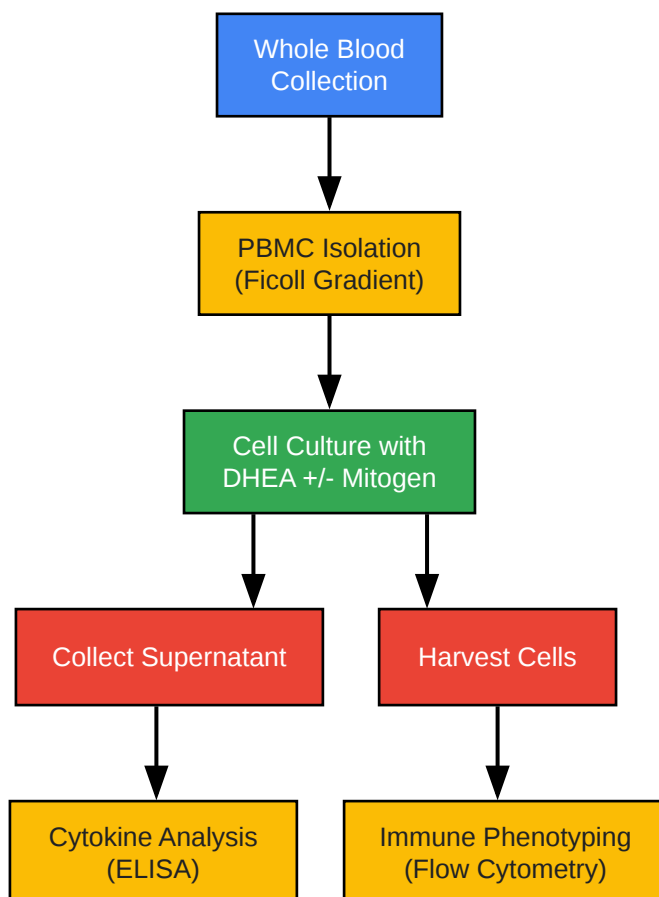 Whole Blood
Collection
PBMC Isolation
(Ficoll Gradient)
Cell Culture with
DHEA +/- Mitogen
Collect Supernatant
Harvest Cells
Cytokine Analysis
(ELISA)
Immune Phenotyping
(Flow Cytometry)